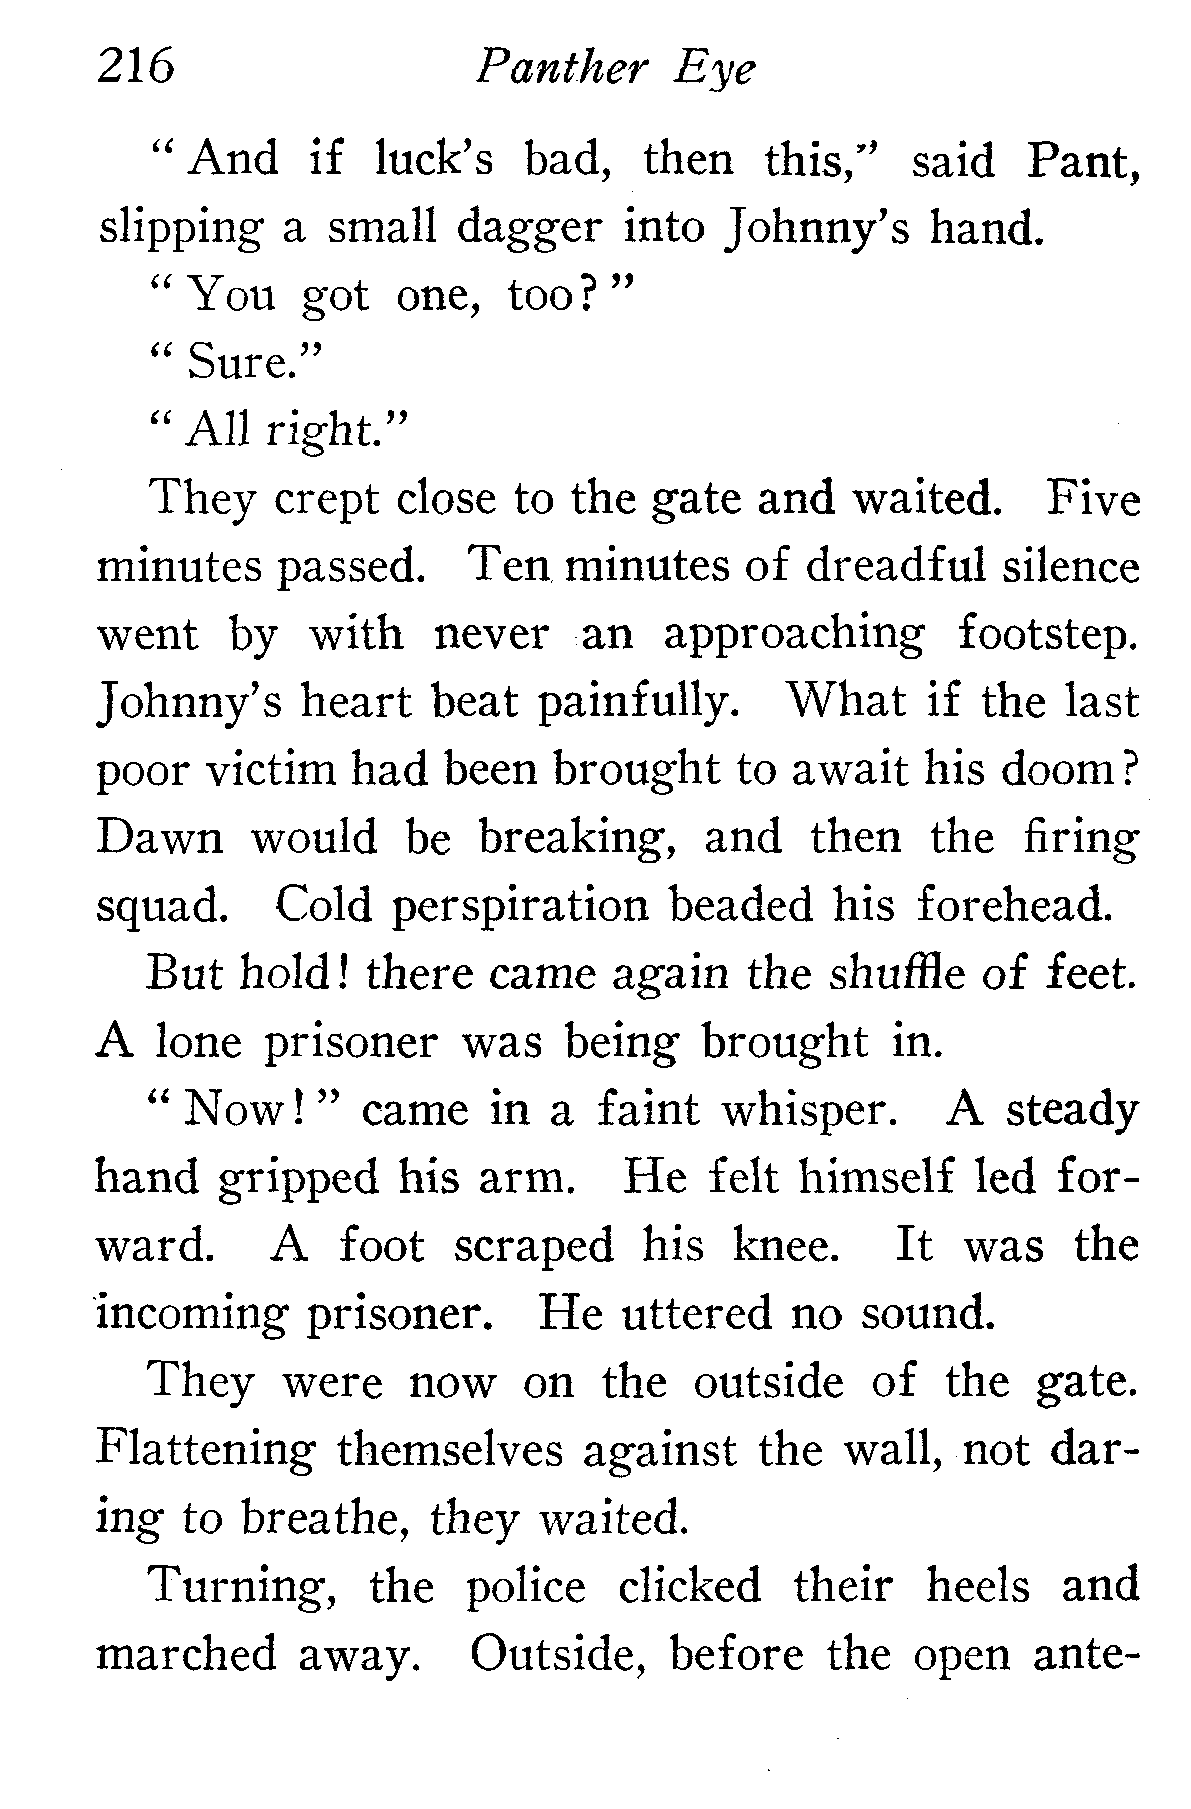 216 Panther Eye
“ And if luck’s bad, then this,” said Pant,
slipping a small dagger into Johnny’s hand.
“ You got one, too? ”
“ Sure.”
“ All right.”
They crept close to the gate and waited. Five
minutes passed. Ten minutes of dreadful silence
went by with never an approaching footstep.
Johnny’s heart beat painfully. What if the last
poor victim had been brought to await his doom?
Dawn would be breaking, and then the firing
squad. Cold perspiration beaded his forehead.
But hold! there came again the shuffle of feet.
A lone prisoner was being brought in.
“ Now! ” came in a faint whisper. A steady
hand gripped his arm. He felt himself led for-
ward. A foot scraped his knee. It was the
incoming prisoner. He uttered no sound.
They were now on the outside of the gate.
Flattening themselves against the wall, not dar-
ing to breathe, they waited.
Turning, the police clicked their heels and
marched away. Outside, before the open ante-